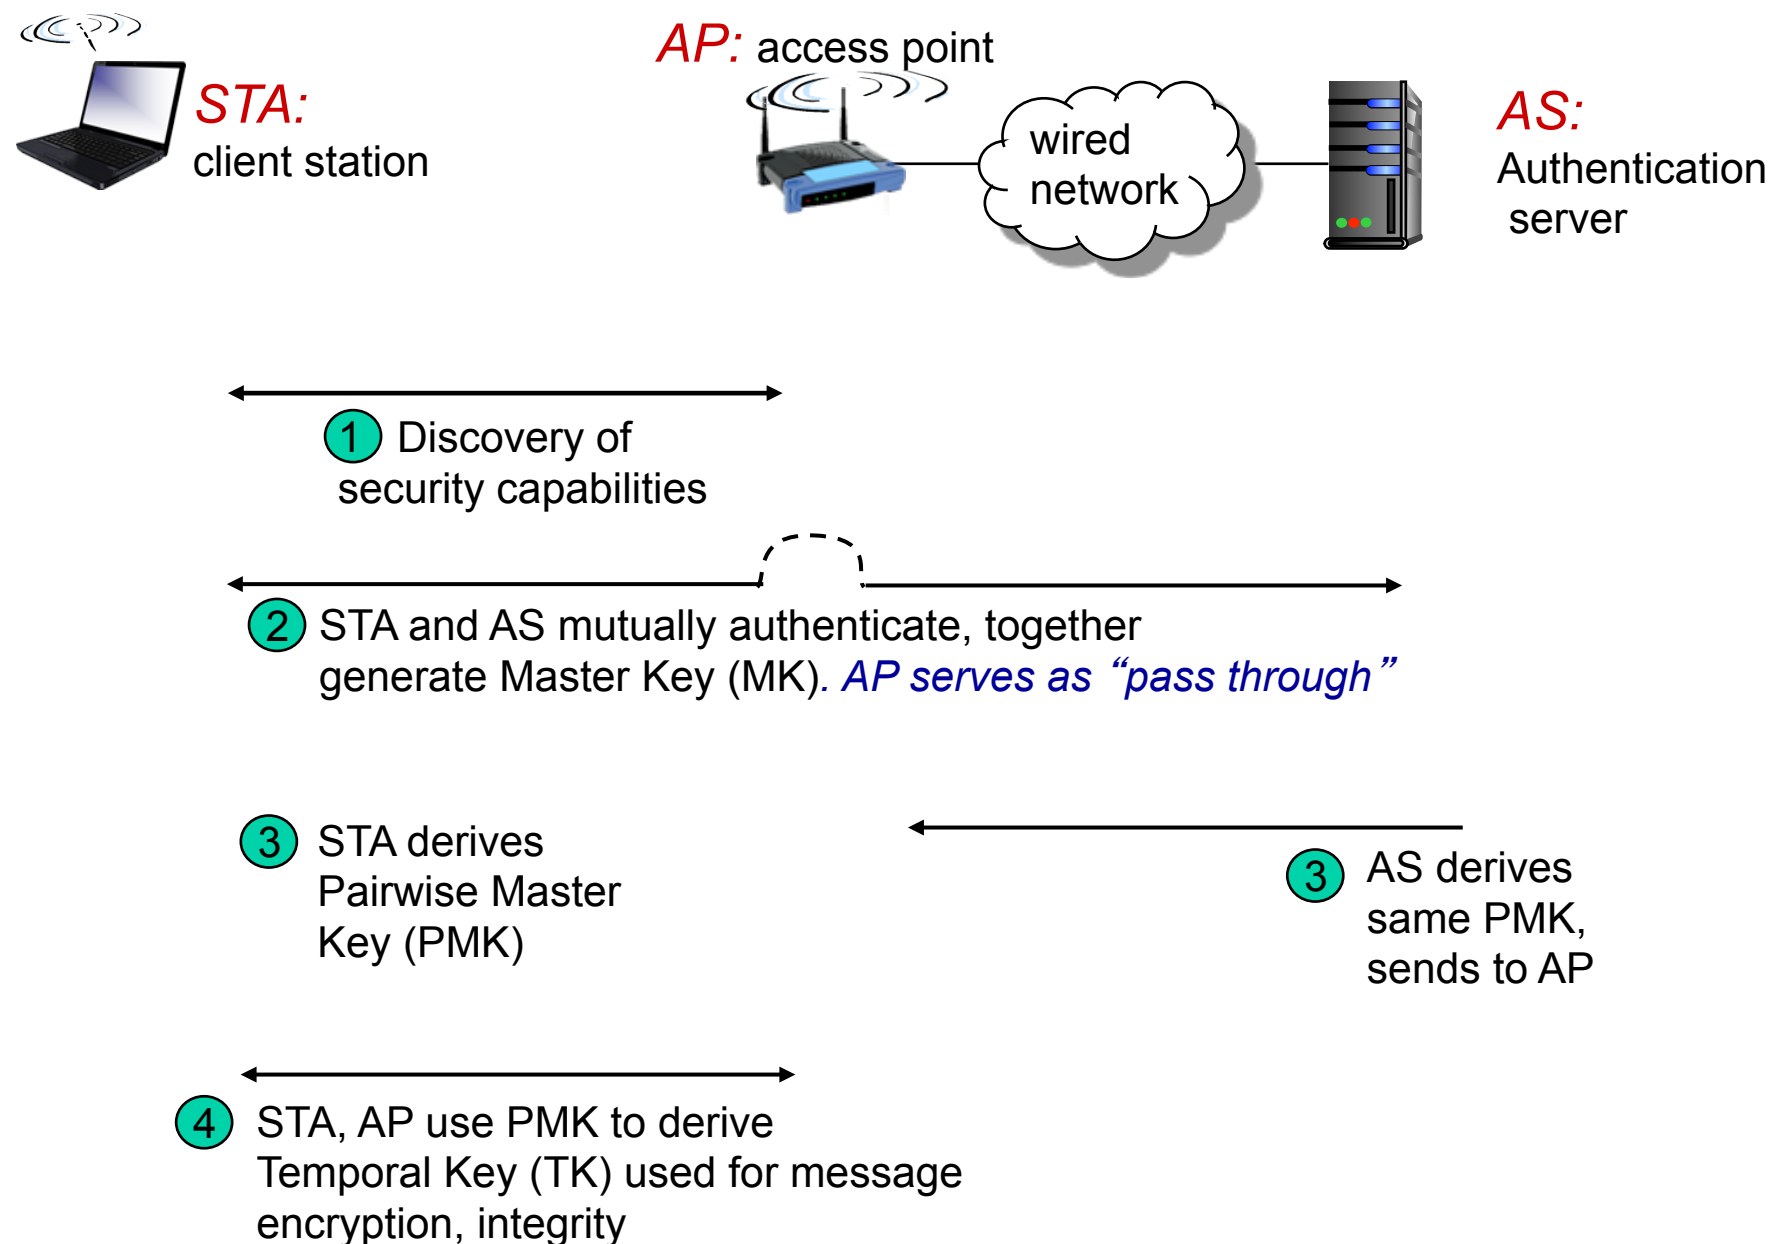 AP: access point
STA:
client station
wired
network
AS:
Authentication
server
1 Discovery of
security capabilities
2 STA and AS mutually authenticate, together
generate Master Key (MK). AP serves as “pass through”
3 STA derives
Pairwise Master
Key (PMK)
3 AS derives
same PMK,
sends to AP
4 STA, AP use PMK to derive
Temporal Key (TK) used for message
encryption, integrity